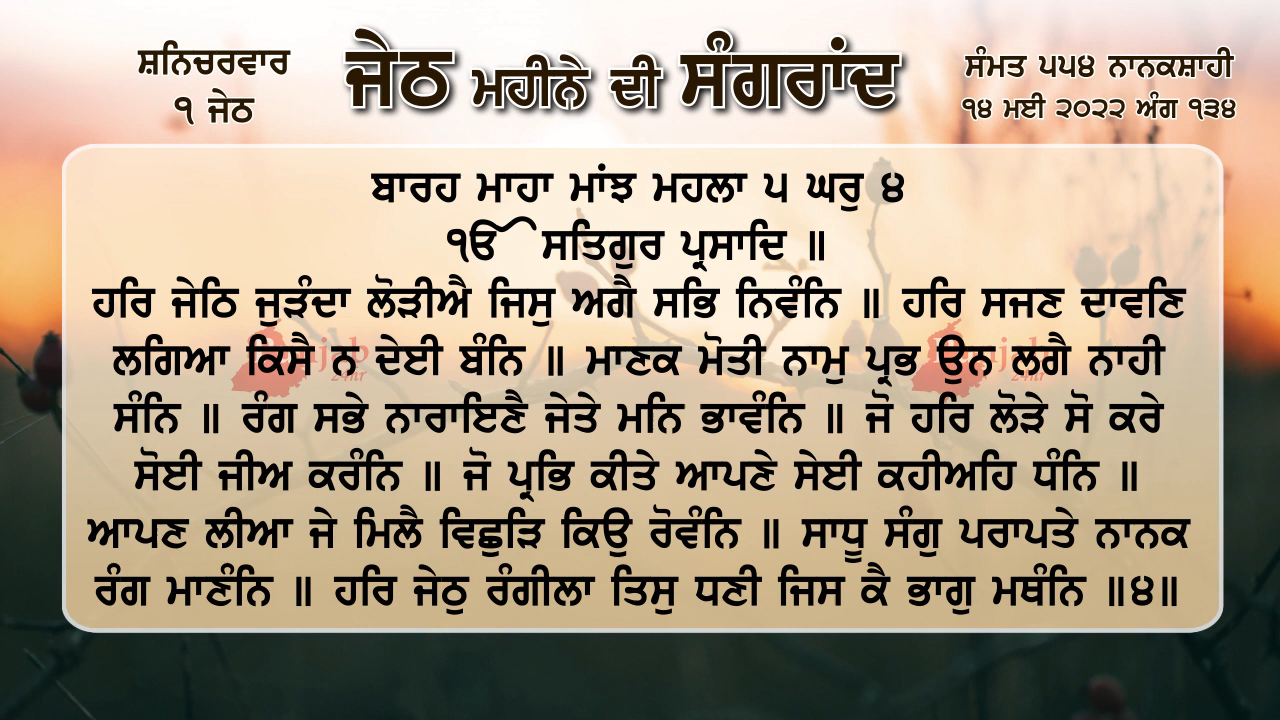 ਸ਼ਨਿਚਰਵਾਰ
੧ ਜੇਠ
ਜੇਠ ਮਹੀਨੇ ਦੀ ਸੰਗਰਾਂਦ
ਸੰਮਤ ੫੫੪ ਨਾਨਕਸ਼ਾਹੀ
੧੪ ਮਈ ੨੦੨੨ ਅੰਗ ੧੩੪
ਬਾਰਹ ਮਾਹਾ ਮਾਂਝ ਮਹਲਾ ੫ ਘਰੁ ੪
ੴ ਸਤਿਗੁਰ ਪ੍ਰਸਾਦਿ ॥
ਹਰਿ ਜੇਠਿ ਜੁੜੰਦਾ ਲੋੜੀਐ ਜਿਸੁ ਅਗੈ ਸਭਿ ਨਿਵੰਨਿ ॥ ਹਰਿ ਸਜਣ ਦਾਵਣਿ
ਲਗਿਆ ਕਿਸੈ ਨ ਦੇਈ ਬੰਨਿ ॥ ਮਾਣਕ ਮੋਤੀ ਨਾਮੁ ਪ੍ਰਭ ਉਨ ਲਗੈ ਨਾਹੀ
ਸੰਨਿ ॥ ਰੰਗ ਸਭੇ ਨਾਰਾਇਣੈ ਜੇਤੇ ਮਨਿ ਭਾਵੰਨਿ ॥ ਜੋ ਹਰਿ ਲੋੜੇ ਸੋ ਕਰੇ
ਸੋਈ ਜੀਅ ਕਰੰਨਿ ॥ ਜੋ ਪ੍ਰਭਿ ਕੀਤੇ ਆਪਣੇ ਸੇਈ ਕਹੀਅਹਿ ਧੰਨਿ ॥
ਆਪਣ ਲੀਆ ਜੇ ਮਿਲੈ ਵਿਛੁੜਿ ਕਿਉ ਰੋਵੰਨਿ ॥ ਸਾਧੂ ਸੰਗੁ ਪਰਾਪਤੇ ਨਾਨਕ
ਰੰਗ ਮਾਣੰਨਿ ॥ ਹਰਿ ਜੇਠੁ ਰੰਗੀਲਾ ਤਿਸੁ ਧਣੀ ਜਿਸ ਕੈ ਭਾਗੁ ਮਥੰਨਿ ॥੪॥